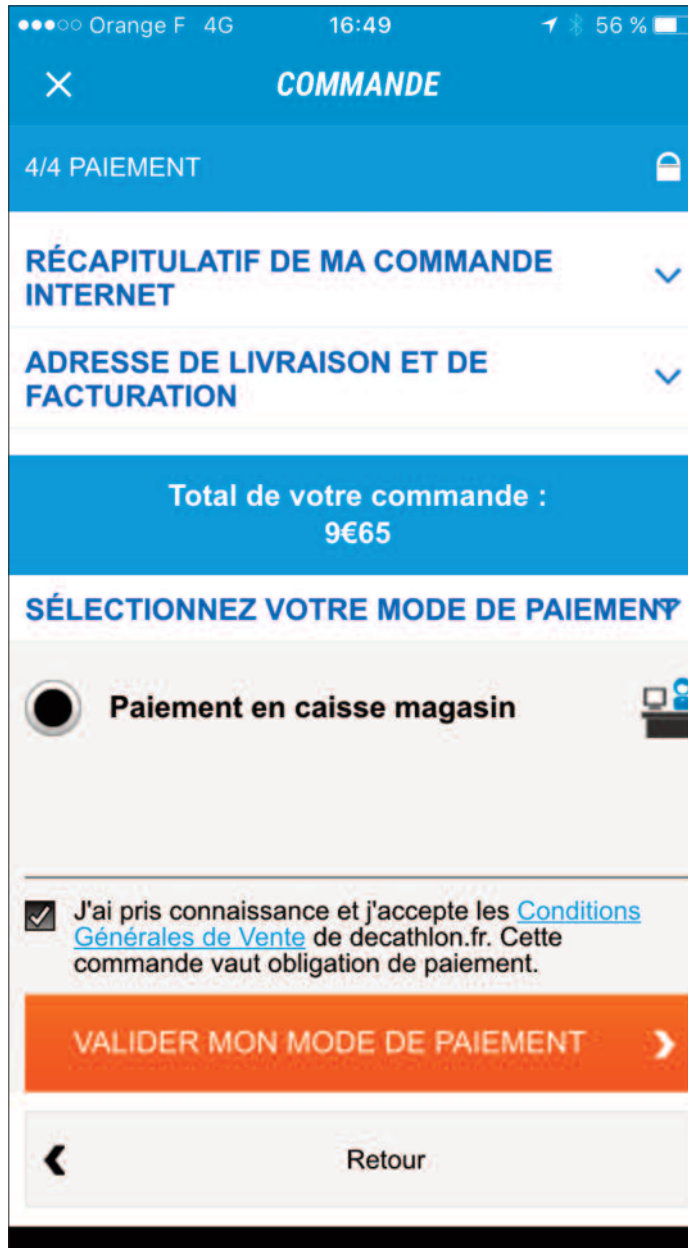 Orange F 4G 16:49 56 %
COMMANDE
4/4 PAIEMENT
RÉCAPITULATIF DE MA COMMANDE
INTERNET
ADRESSE DE LIVRAISON ET DE
FACTURATION
Total de votre commande :
9€65
SÉLECTIONNEZ VOTRE MODE DE PAIEMENT
Paiement en caisse magasin
J'ai pris connaissance et j'accepte les Conditions
Générales de Vente de decathlon.fr. Cette
commande vaut obligation de paiement.
VALIDER MON MODE DE PAIEMENT
Retour